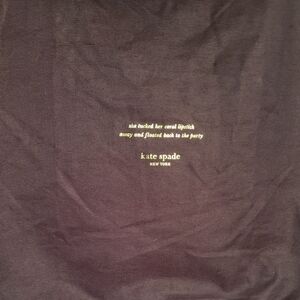 she tucked her coral lipstick
away and floated back to the party
kate spade
NEW YORK